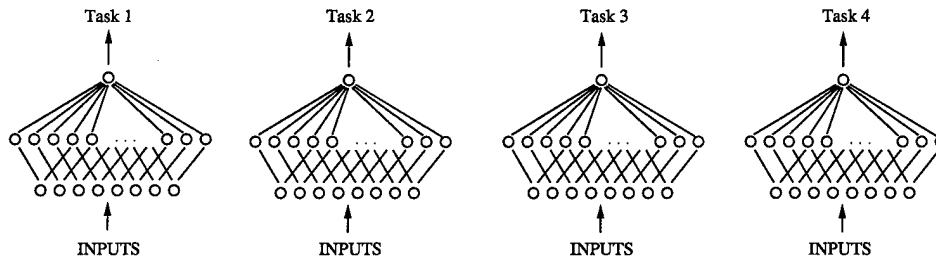 Task 1 Task 2 Task 3 Task 4
. . . . . . . . . . . .
INPUTS INPUTS INPUTS INPUTS